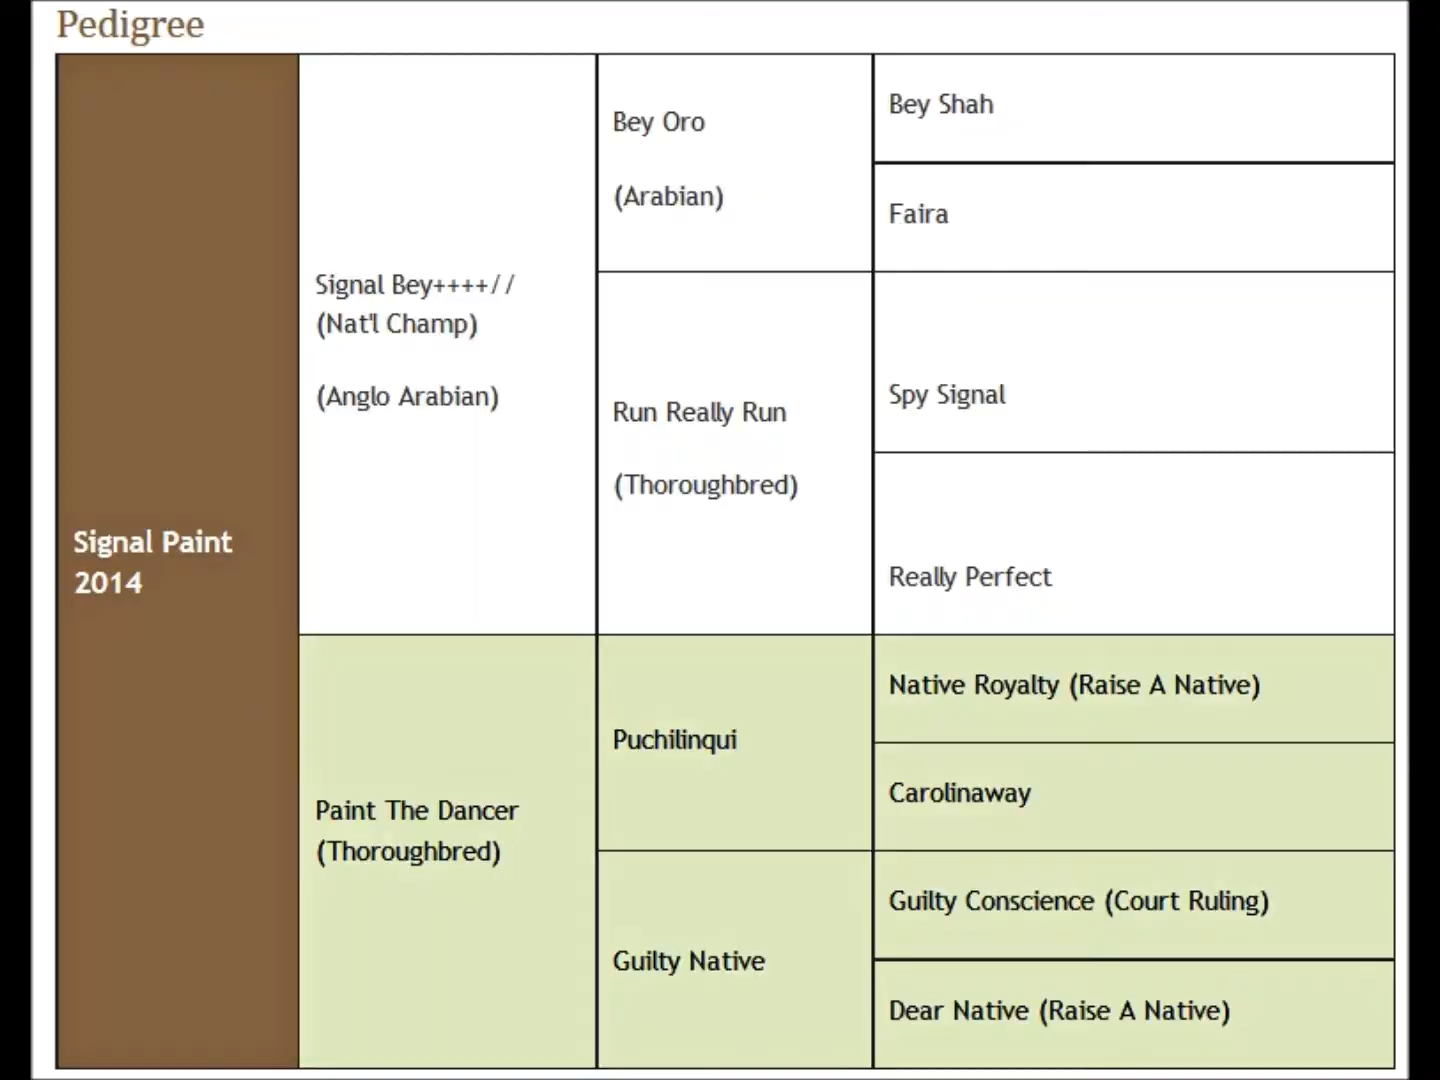 Pedigree
Signal Paint
2014
Signal Bey++++//
(Nat'l Champ)
(Anglo Arabian)
Bey Oro
(Arabian)
Bey Shah
Faira
Run Really Run
(Thoroughbred)
Spy Signal
Really Perfect
Paint The Dancer
(Thoroughbred)
Puchilinqui
Native Royalty (Raise A Native)
Carolinaway
Guilty Native
Guilty Conscience (Court Ruling)
Dear Native (Raise A Native)